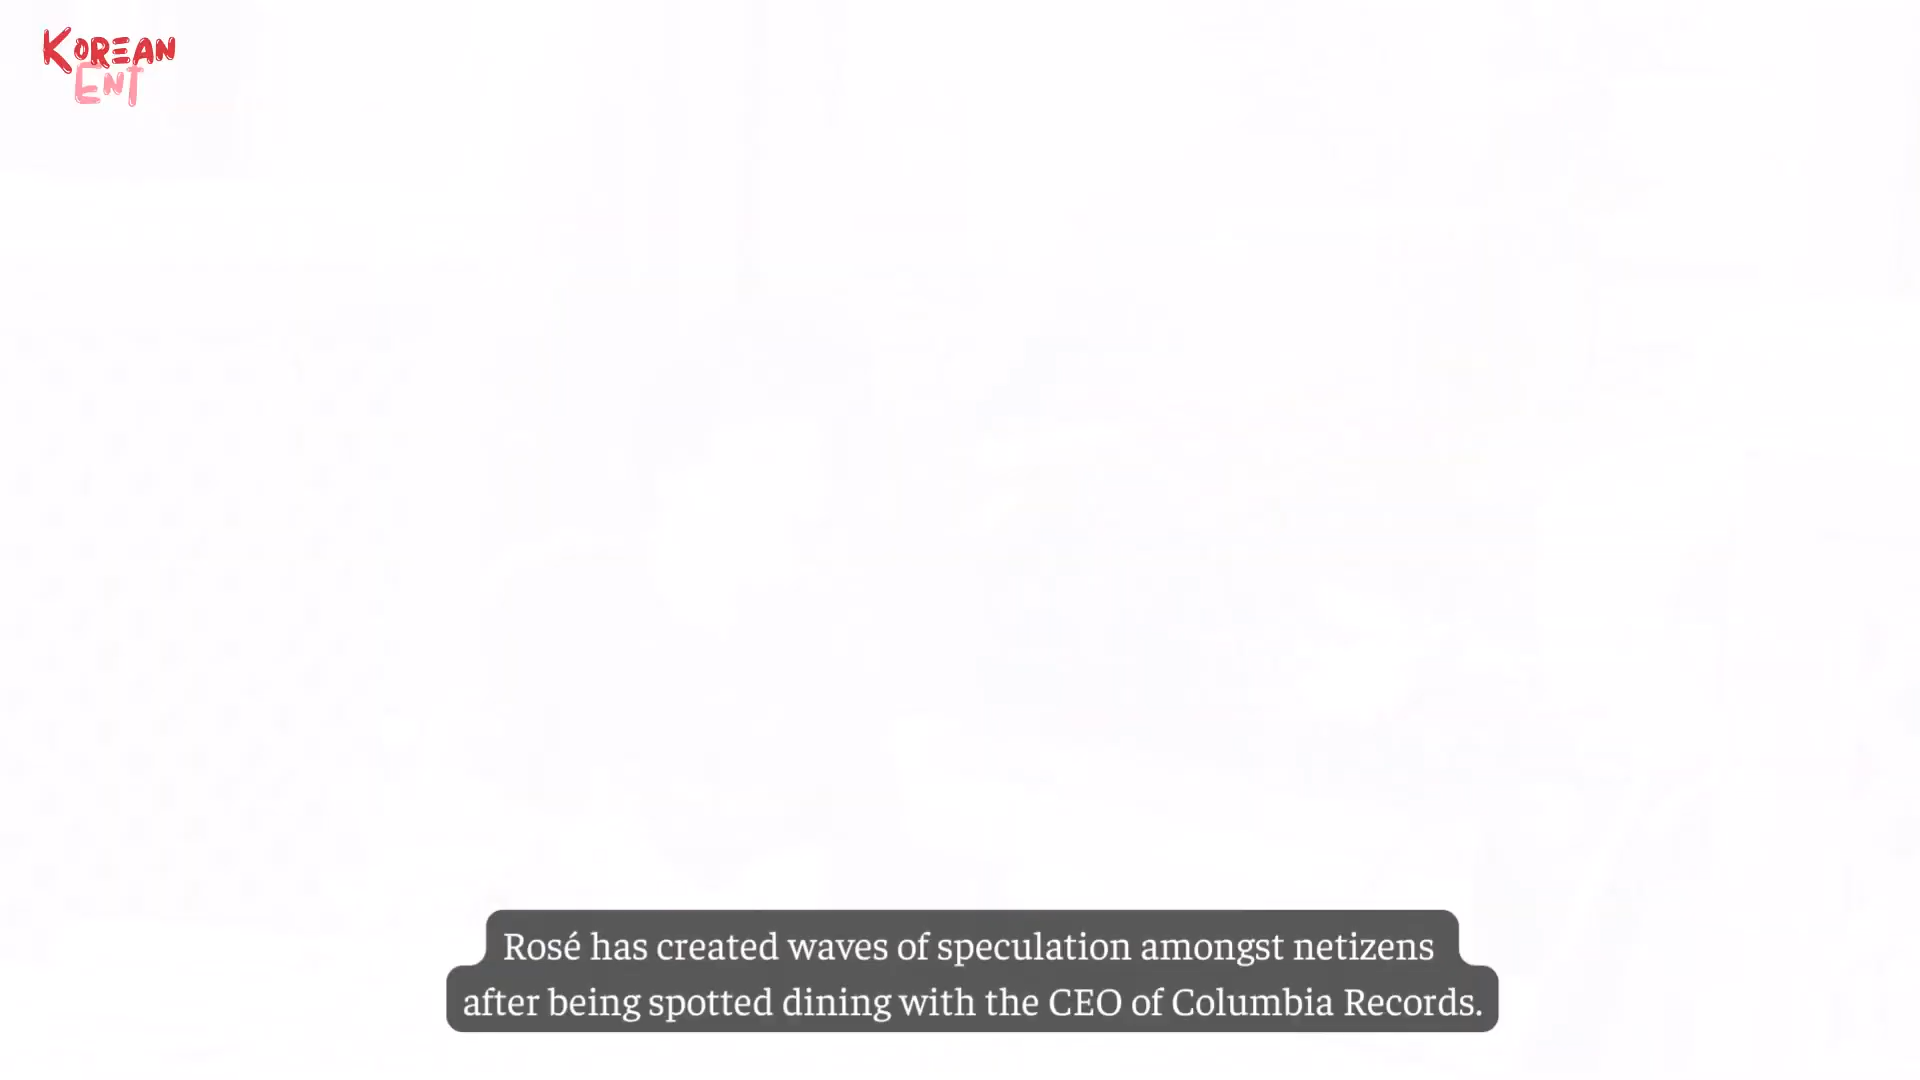 KOREAN
ENT
Rosé has created waves of speculation amongst netizens
after being spotted dining with the CEO of Columbia Records.